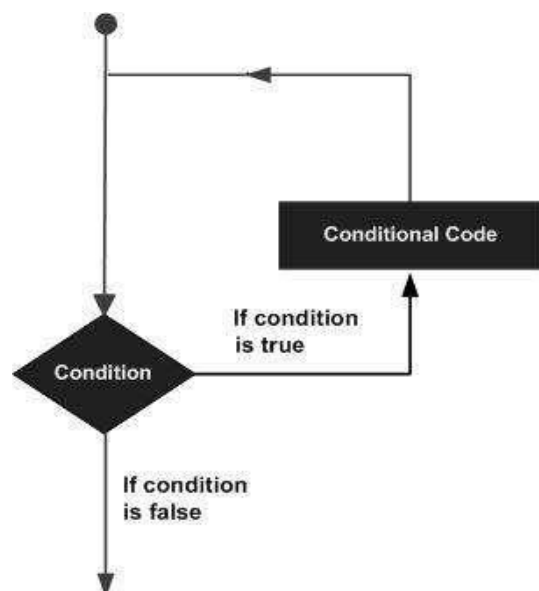 Conditional Code
If condition
is true
Condition
If condition
is false